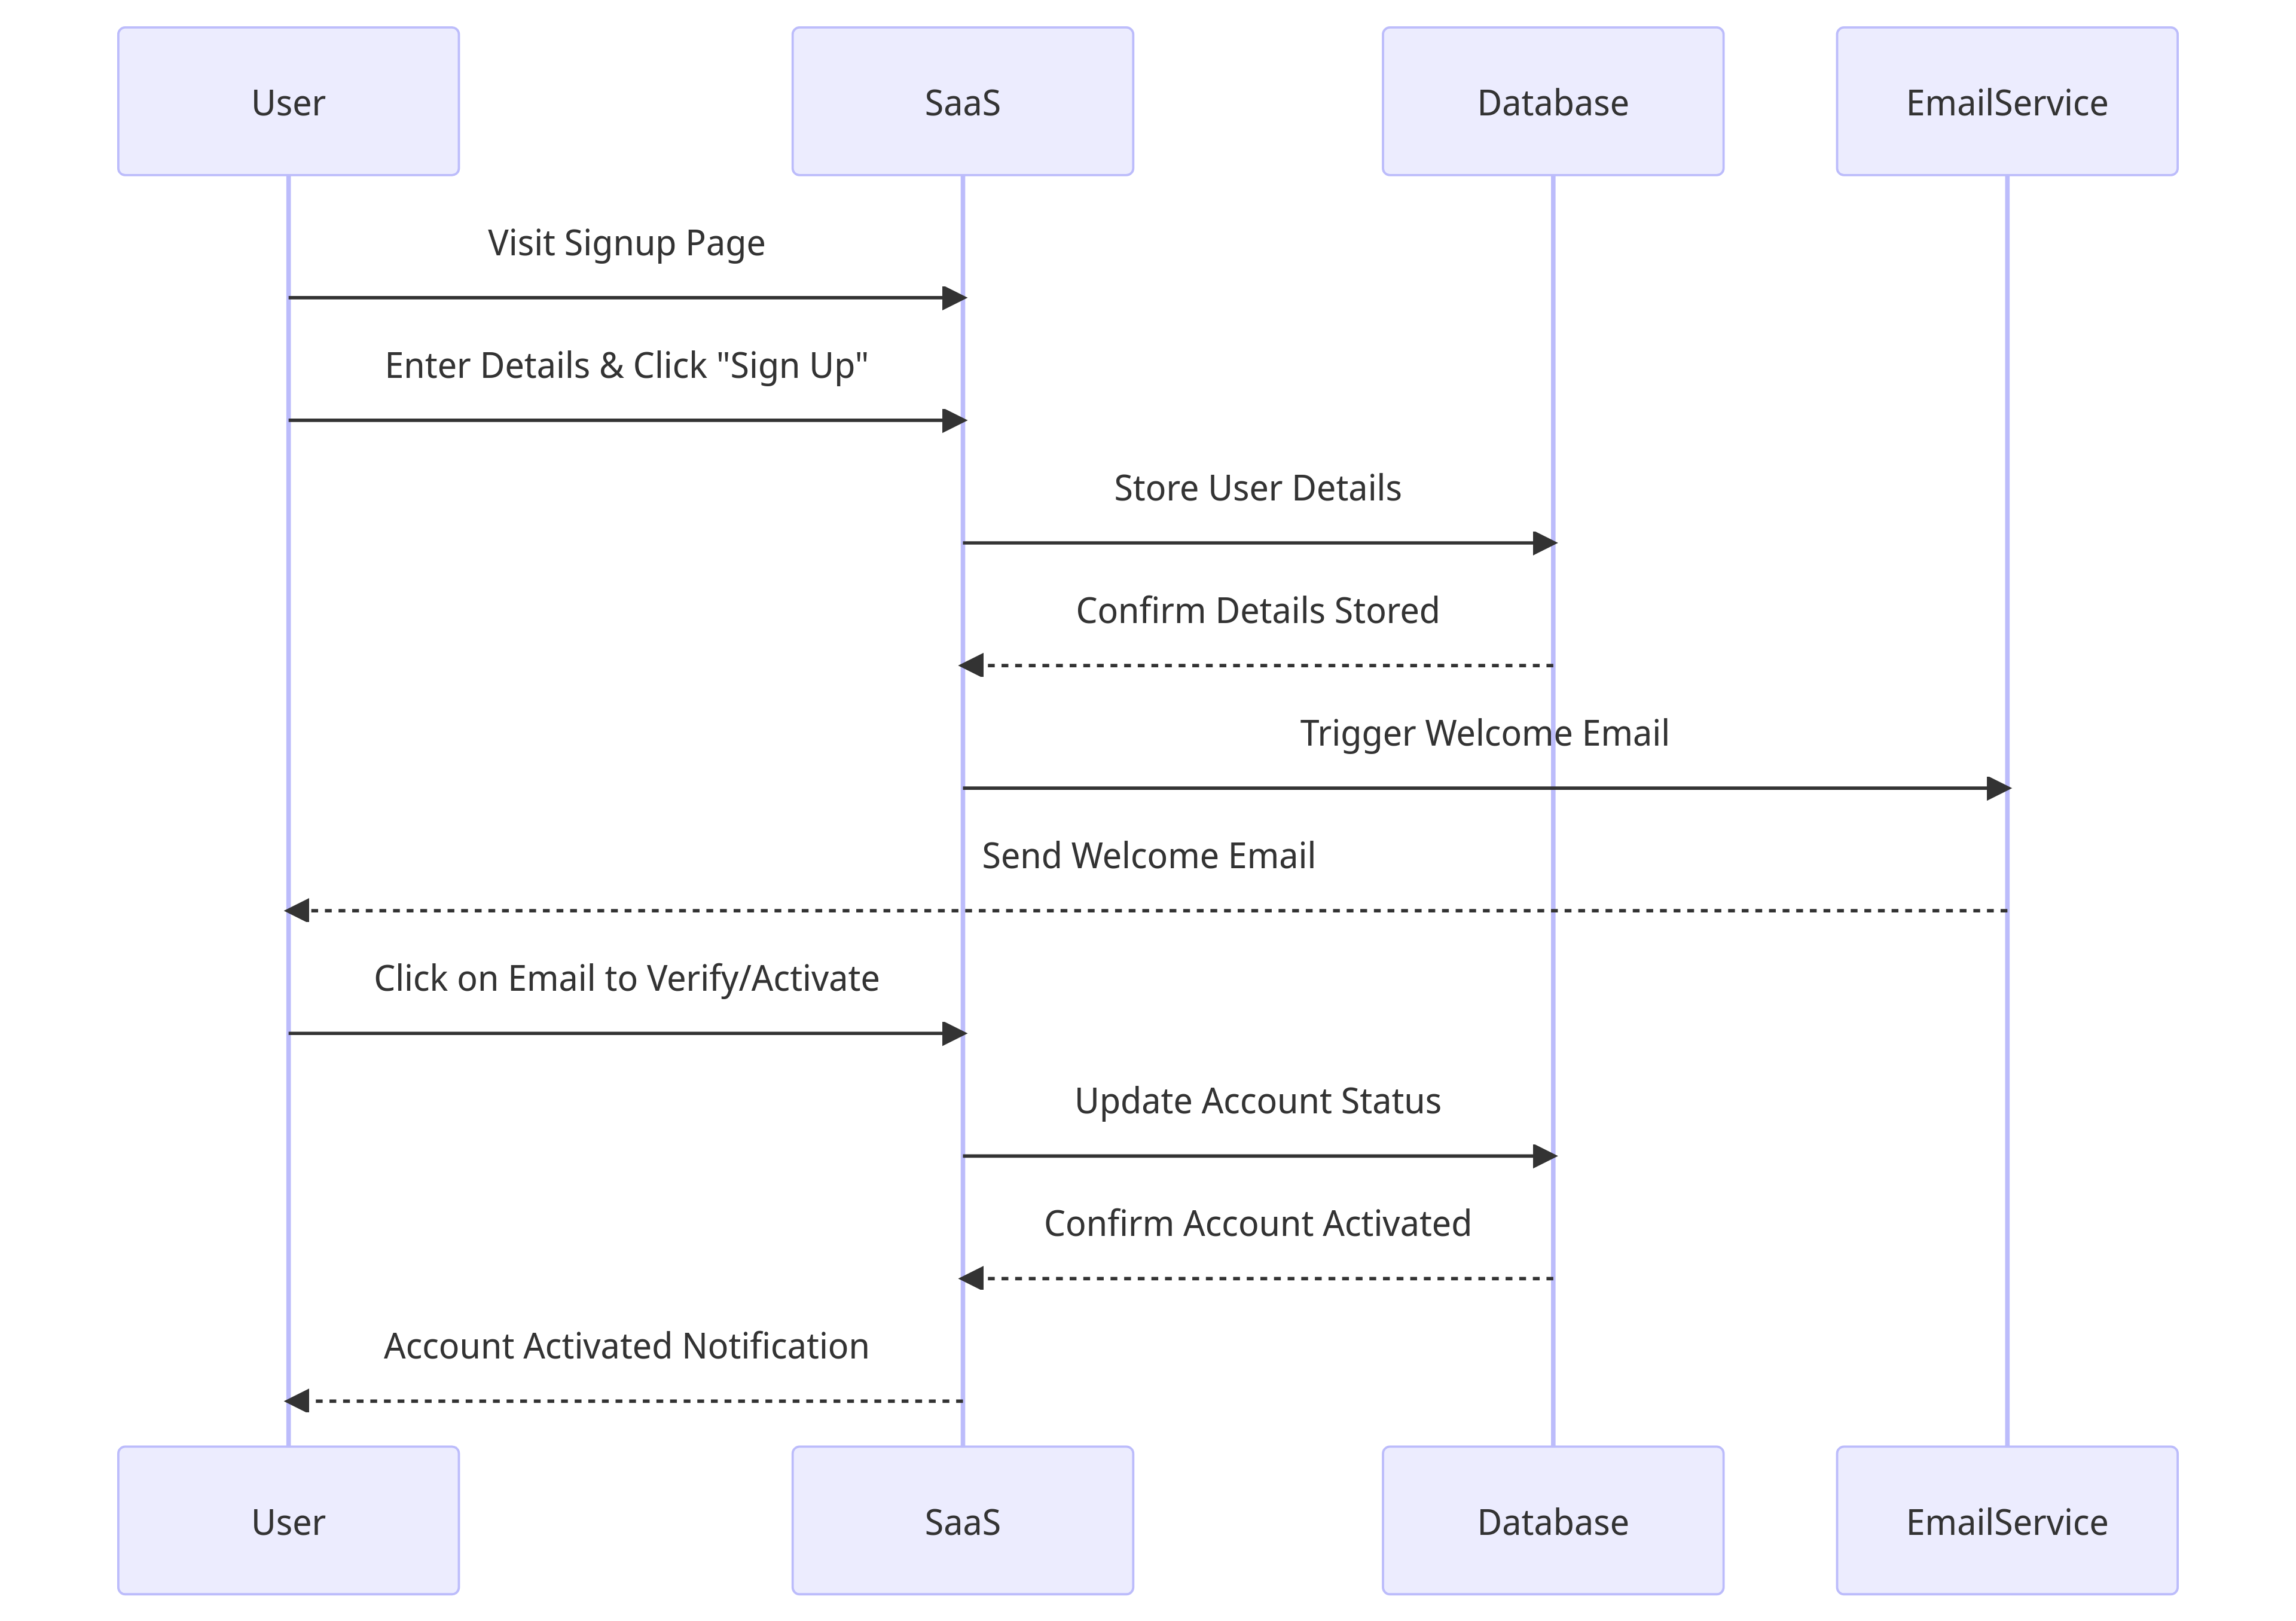 User
SaaS
Database
EmailService
Visit Signup Page
Enter Details & Click "Sign Up"
Store User Details
Confirm Details Stored
Trigger Welcome Email
Send Welcome Email
Click on Email to Verify/Activate
Update Account Status
Confirm Account Activated
Account Activated Notification
User
SaaS
Database
EmailService